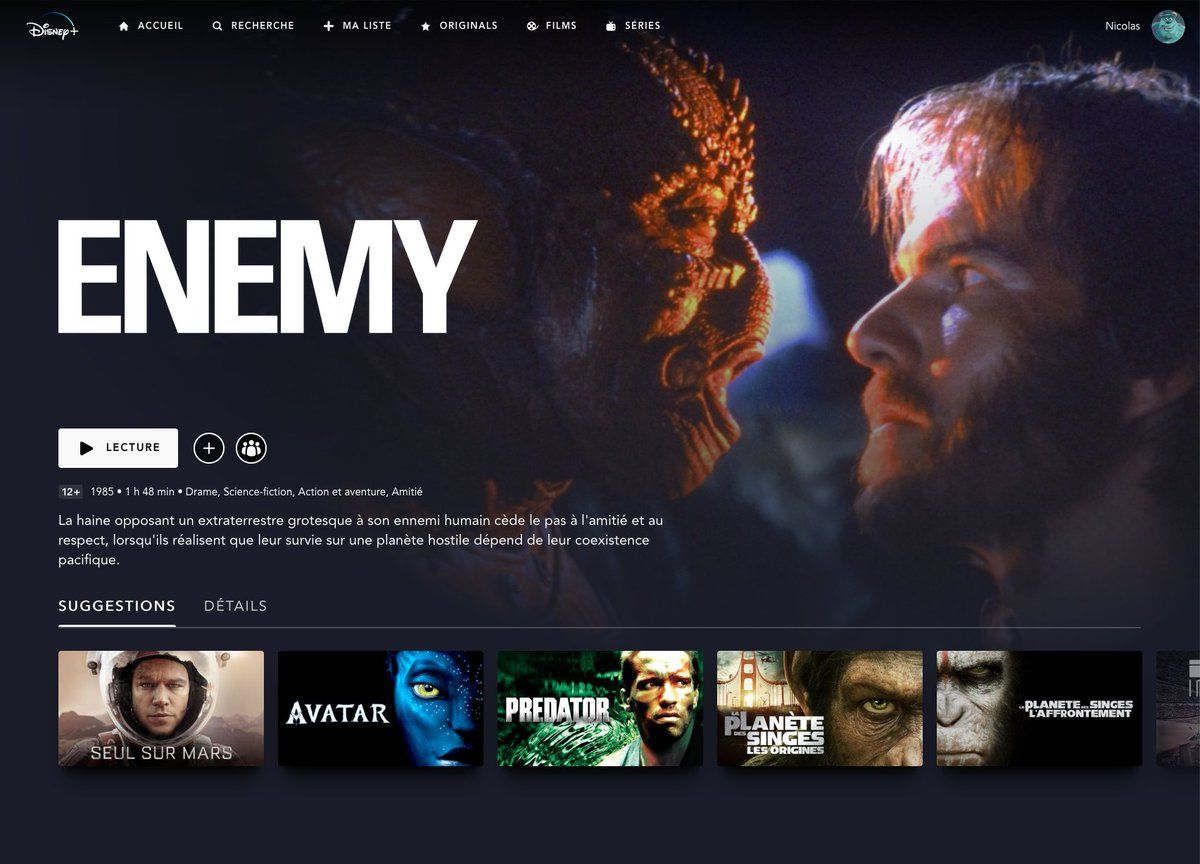 Disney+
ACCUEIL
RECHERCHE
MA LISTE
ORIGINALS
FILMS
SÉRIES
Nicolas
ENEMY
LECTURE
12+ 1985 • 1 h 48 min • Drame, Science-fiction, Action et aventure, Amitié
La haine opposant un extraterrestre grotesque à son ennemi humain cède le pas à l'amitié et au
respect, lorsqu'ils réalisent que leur survie sur une planète hostile dépend de leur coexistence
pacifique.
SUGGESTIONS
DÉTAILS
SEUL SUR MARS
AVATAR
PREDATOR
LA
PLANÈTE
DES SINGES
LES ORIGINES
LA PLANETE DES SINGES
L'AFFRONTEMENT